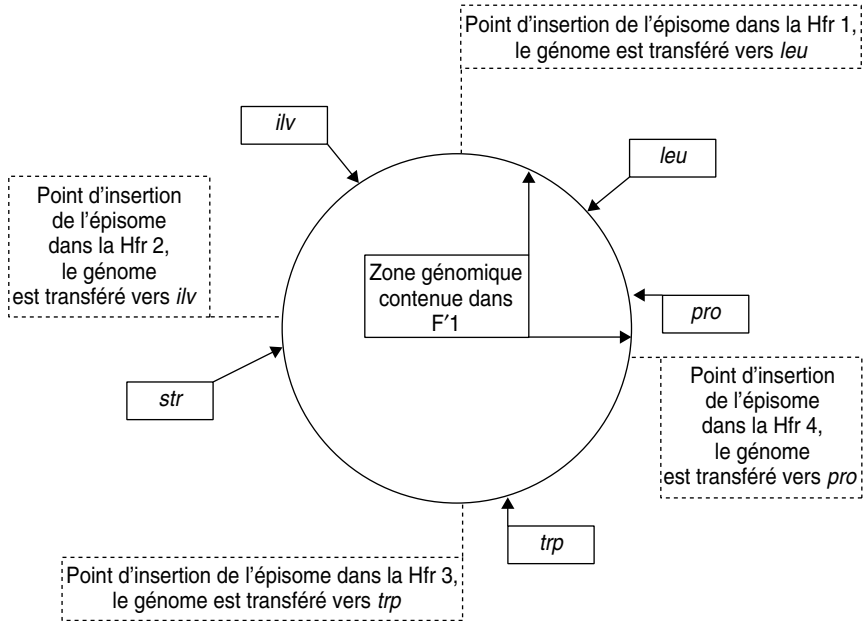 Point d'insertion de l'épisome dans la Hfr 1,
le génome est transféré vers leu
ilv
leu
Point d'insertion
de l'épisome
dans la Hfr 2,
le génome
est transféré vers ilv
Zone génomique
contenue dans
F′1
pro
str
Point d'insertion
de l'épisome
dans la Hfr 4,
le génome
est transféré vers pro
trp
Point d'insertion de l'épisome dans la Hfr 3,
le génome est transféré vers trp